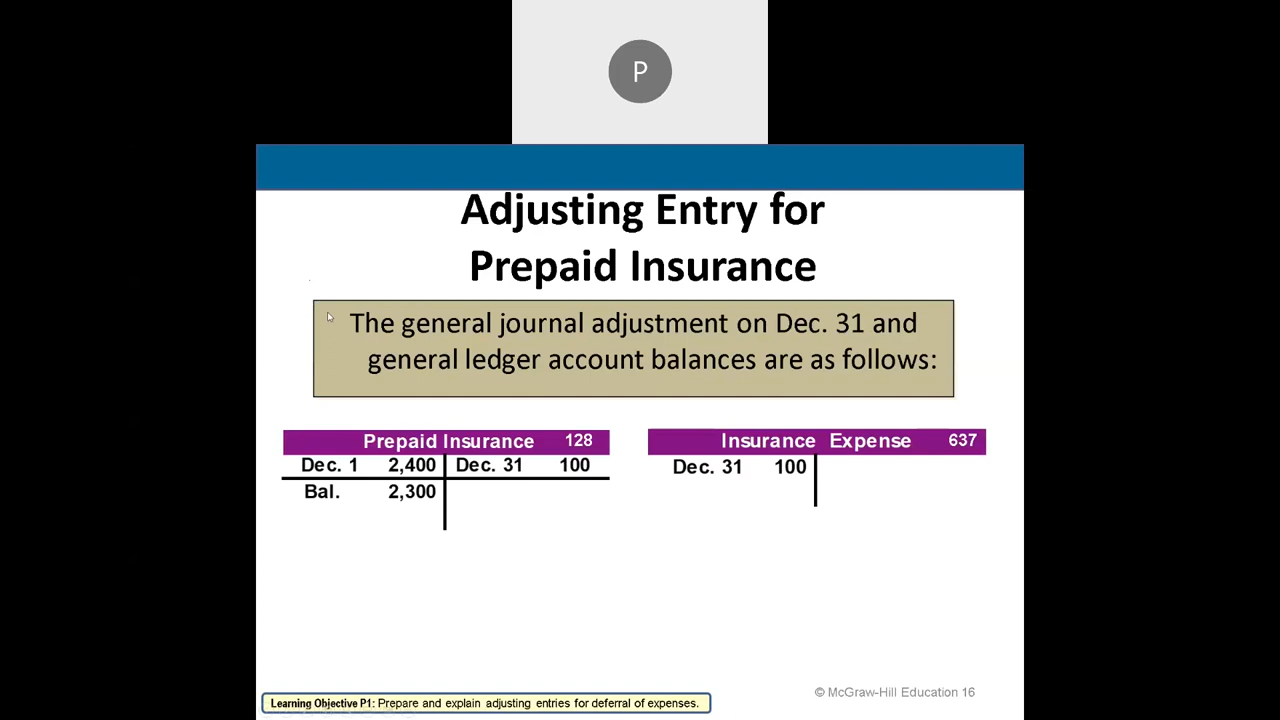 P
Adjusting Entry for
Prepaid Insurance
The general journal adjustment on Dec. 31 and
general ledger account balances are as follows:
Prepaid Insurance 128
Dec. 1 2,400 Dec. 31 100
Bal. 2,300
Insurance Expense 637
Dec. 31 100
© McGraw-Hill Education 16
Learning Objective P1: Prepare and explain adjusting entries for deferral of expenses.